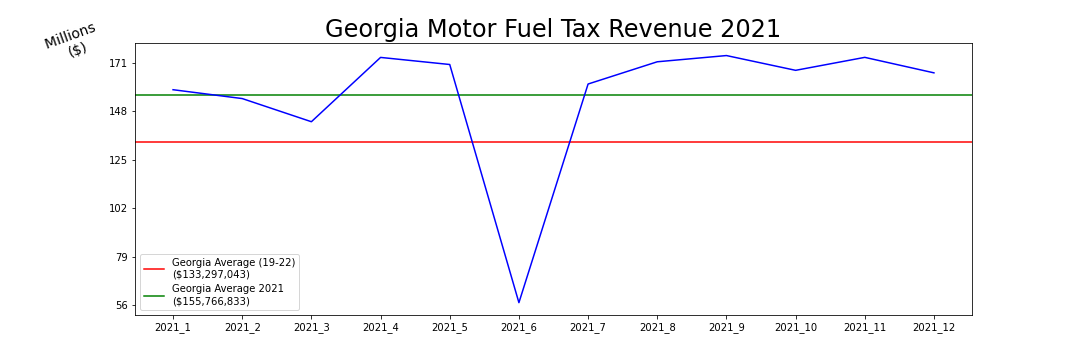 Georgia Motor Fuel Tax Revenue 2021
Millions
($)
171
148
125
102
79
56
Georgia Average (19-22)
($133,297,043)
Georgia Average 2021
($155,766,833)
2021_1 2021_2 2021_3 2021_4 2021_5 2021_6 2021_7 2021_8 2021_9 2021_10 2021_11 2021_12